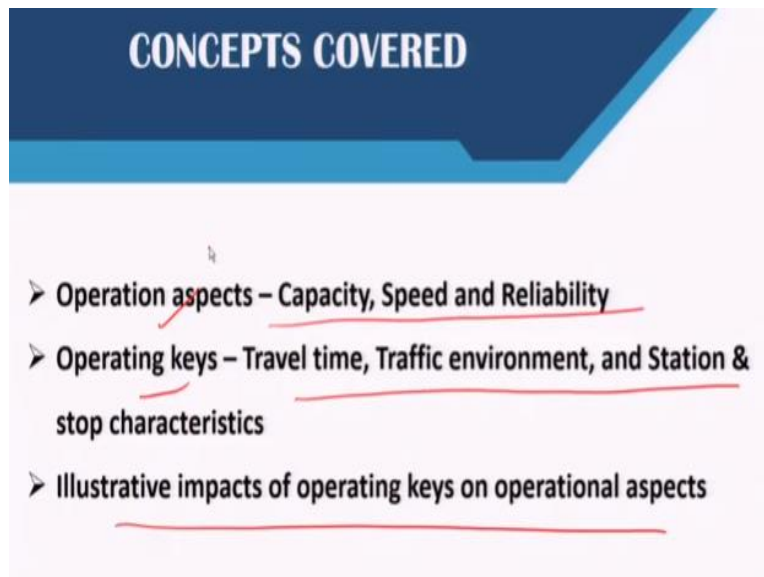 CONCEPTS COVERED
➤ Operation aspects – Capacity, Speed and Reliability
➤ Operating keys – Travel time, Traffic environment, and Station &
stop characteristics
➤ Illustrative impacts of operating keys on operational aspects